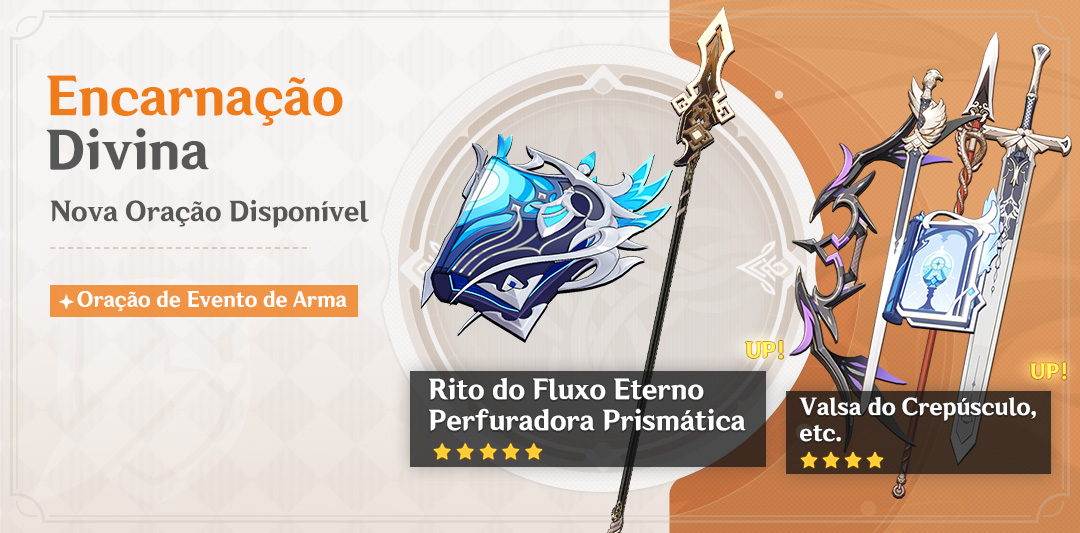 Encarnação
Divina
Nova Oração Disponível
Oração de Evento de Arma
UP!
Rito do Fluxo Eterno
Perfuradora Prismática
UP!
Valsa do Crepúsculo,
etc.